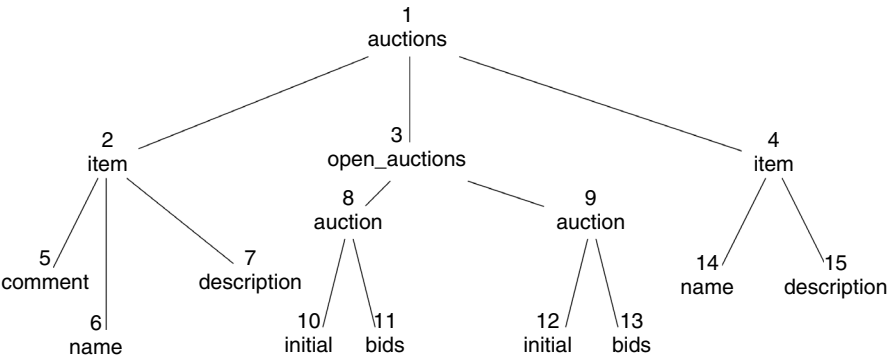 1
auctions
2
item
3
open_auctions
4
item
8
auction
9
auction
5
comment
7
description
14
name
15
description
6
name
10
initial
11
bids
12
initial
13
bids